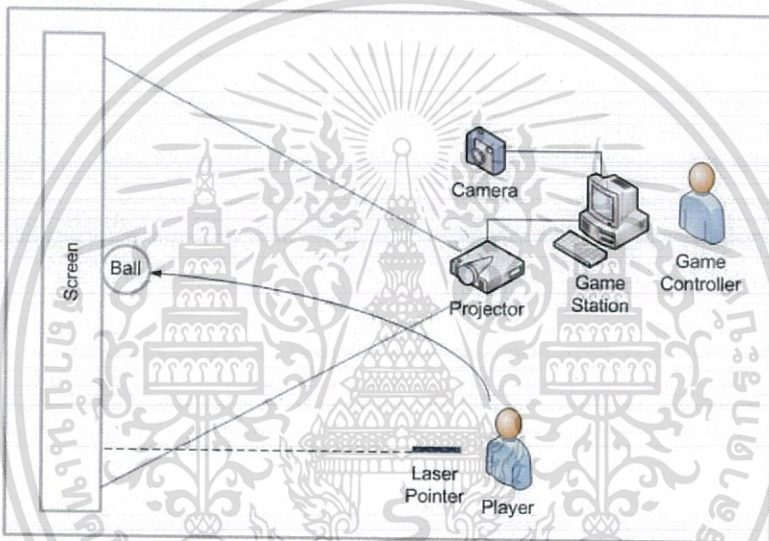 Screen
Ball
Camera
Projector
Game
Station
Game
Controller
Laser
Pointer
Player